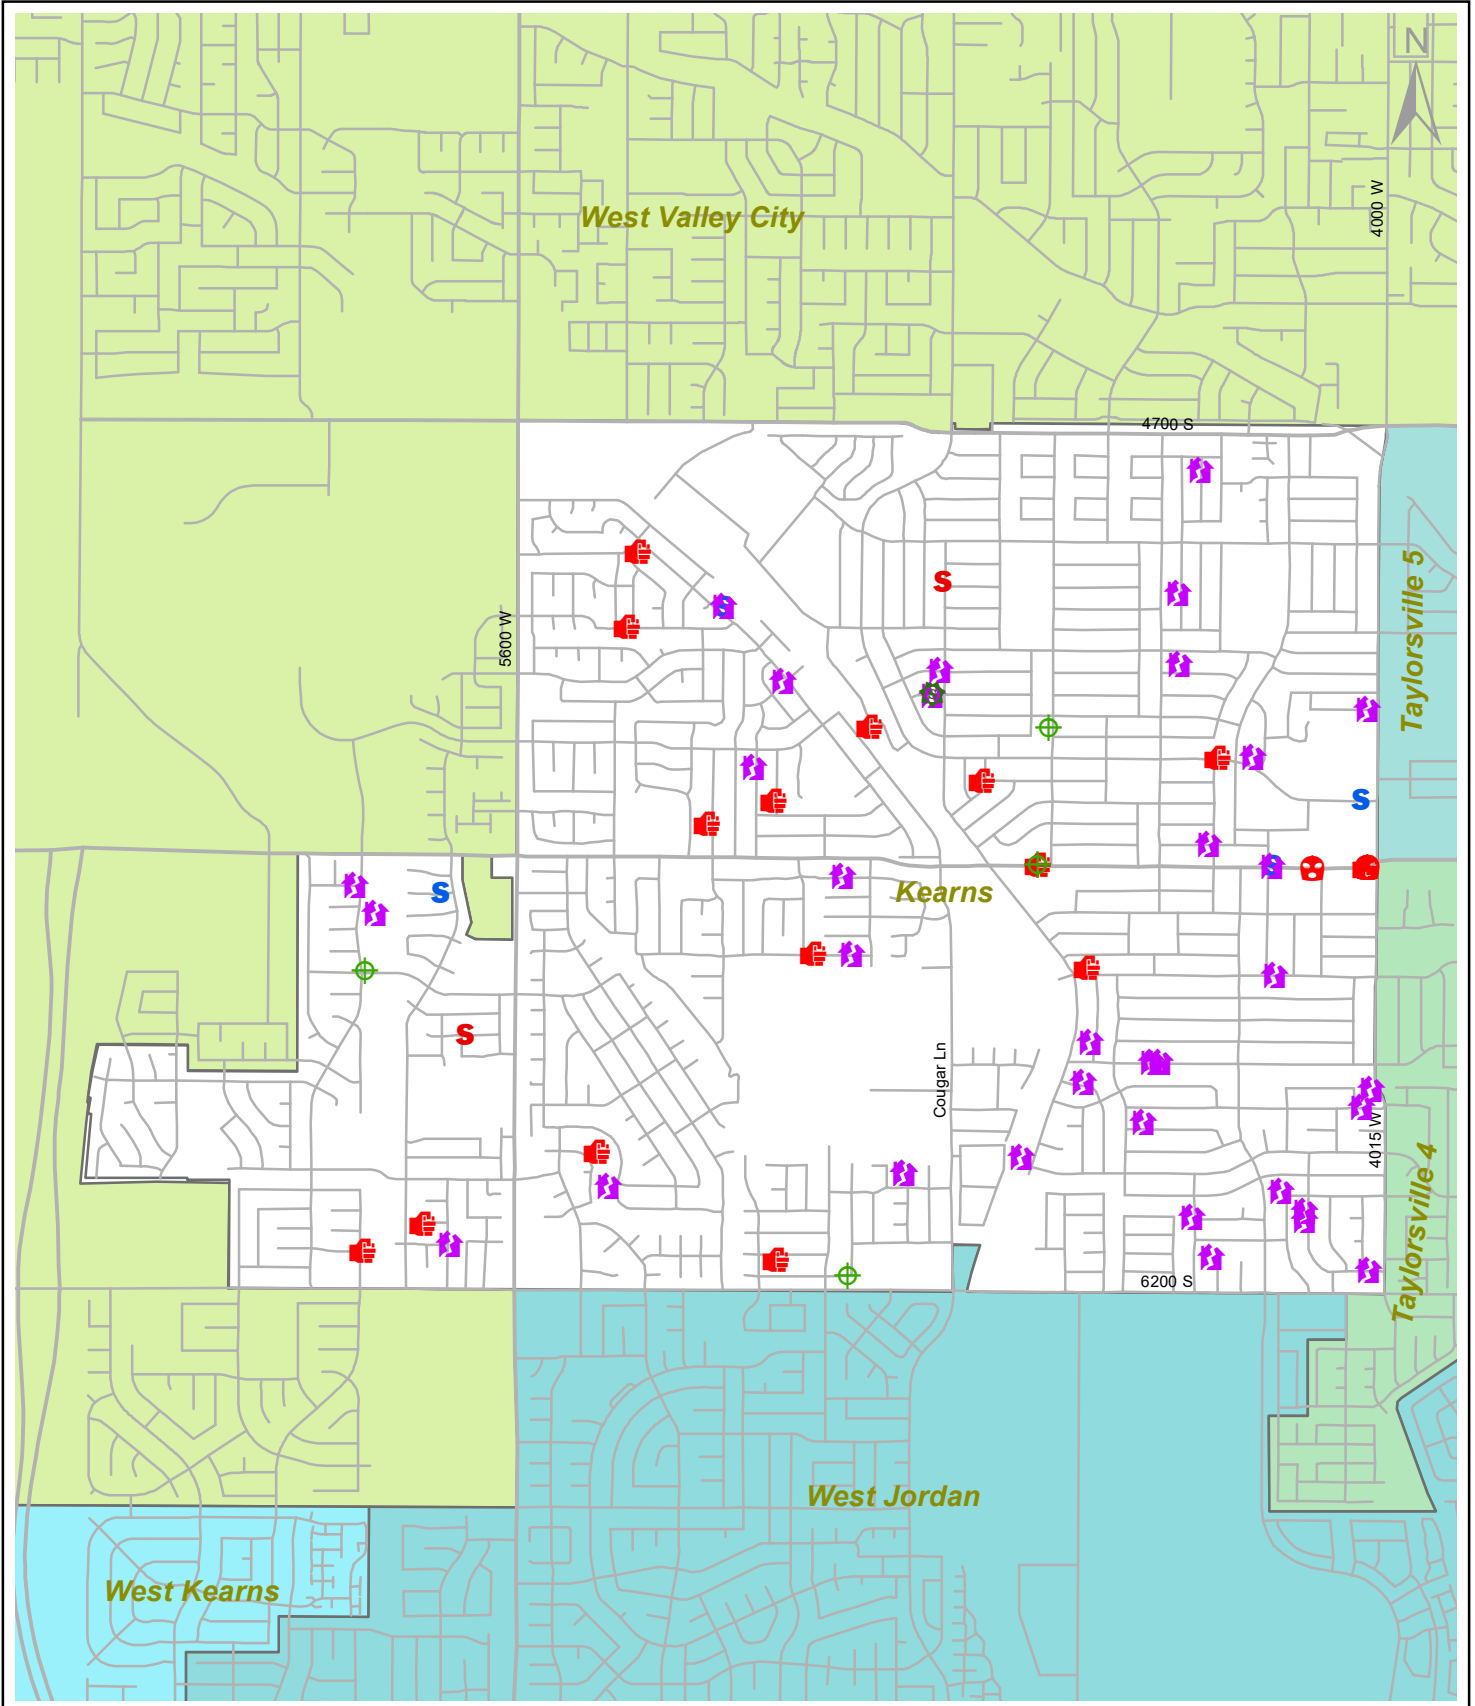 N
4000 W
West Valley City
4700 S
Taylorsville 5
S
S
5600 W
S
S
Kearns
S
S
Cougar Ln
4015 W
Taylorsville 4
6200 S
West Jordan
West Kearns